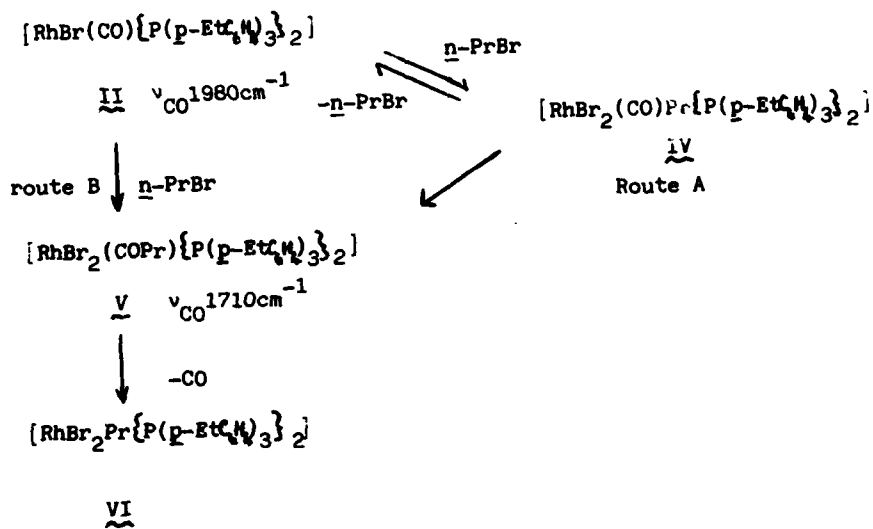 [RhBr(CO){P(p-EtC₆H₄)₃}₂]
n-PrBr
II νCO1980cm⁻¹
-n-PrBr
[RhBr₂(CO)Pr{P(p-EtC₆H₄)₃}₂]
IV
route B n-PrBr
Route A
[RhBr₂(COPr){P(p-EtC₆H₄)₃}₂]
V νCO1710cm⁻¹
-CO
[RhBr₂Pr{P(p-EtC₆H₄)₃}₂]
VI